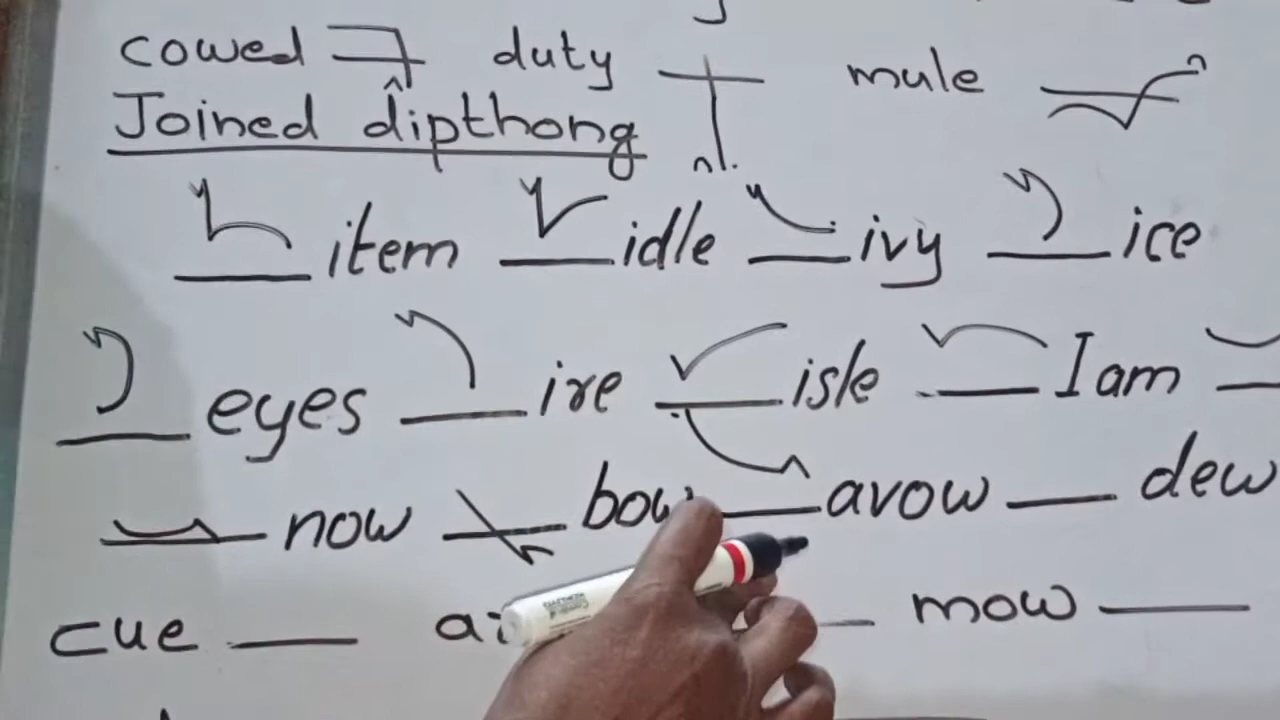 cowed duty mule
Joined dipthong
item idle ivy ice
eyes ire isle I am
now bow avow dew
cue mow